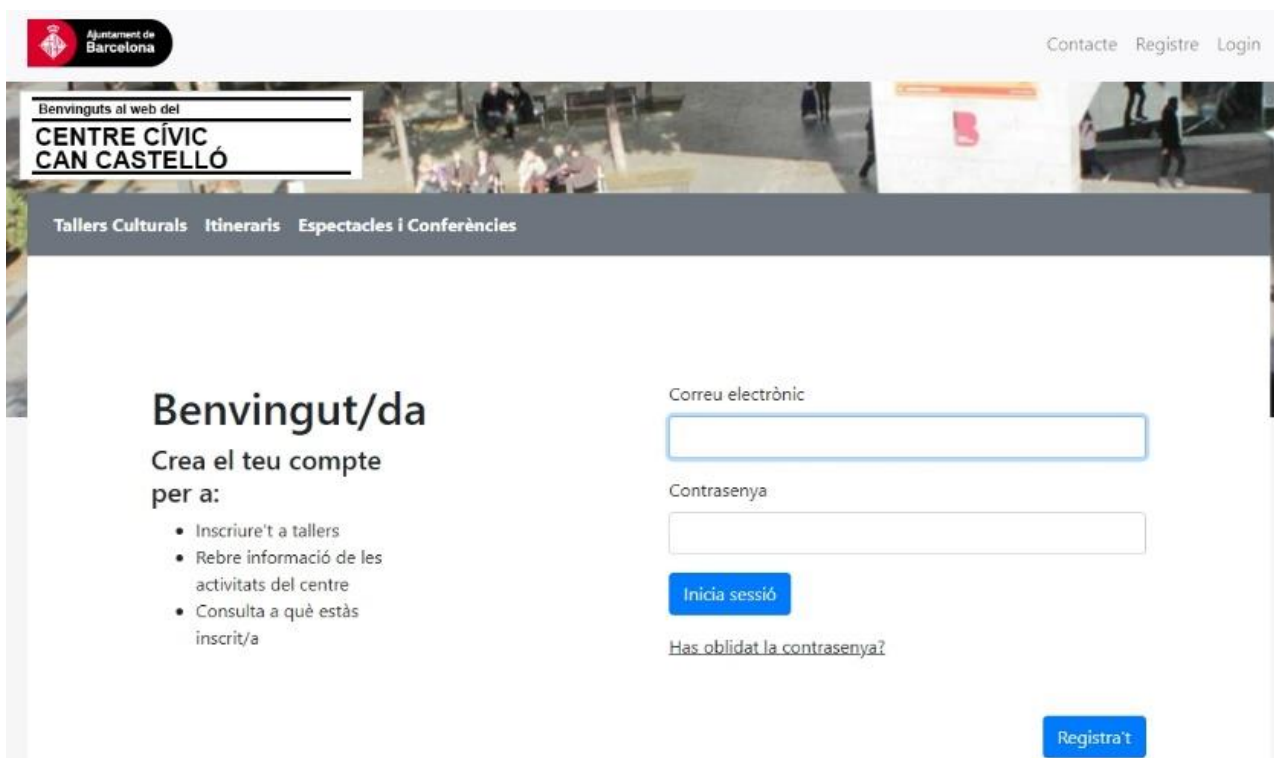 Ajuntament de
Barcelona
Contacte Registre Login
Benvinguts al web del
CENTRE CÍVIC
CAN CASTELLÓ
Tallers Culturals Itineraris Espectacles i Conferències
Benvingut/da
Crea el teu compte
per a:
• Inscriure't a tallers
• Rebre informació de les
activitats del centre
• Consulta a què estàs
inscrit/a
Correu electrònic
Contrasenya
Inicia sessió
Has oblidat la contrasenya?
Registra't